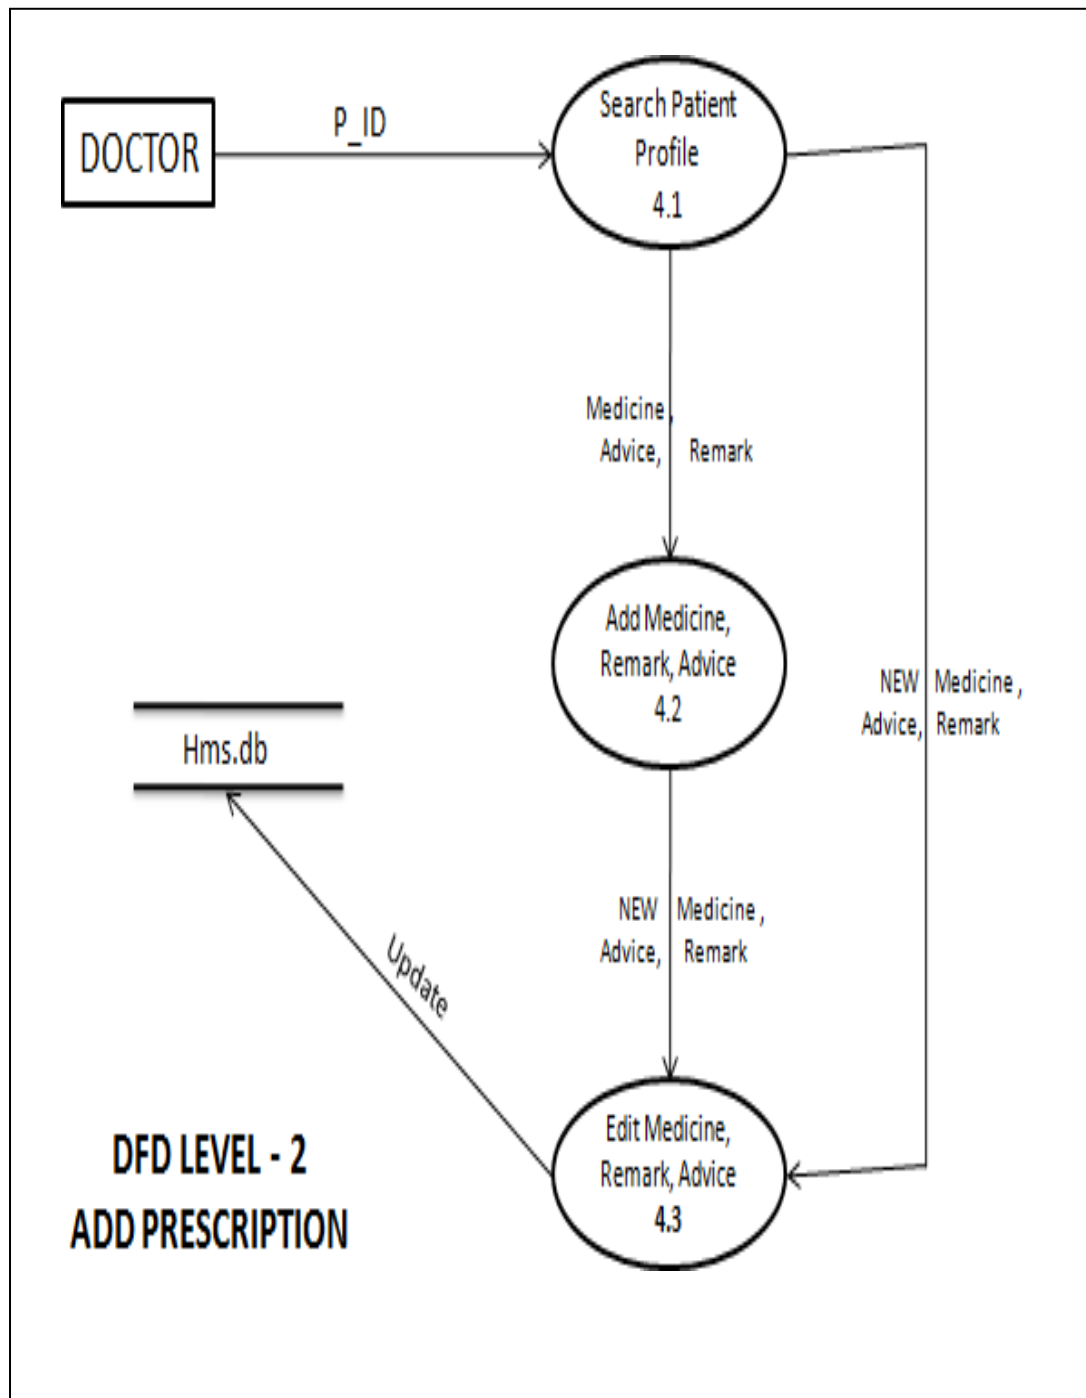 DOCTOR
P_ID
Search Patient
Profile
4.1
Medicine ,
Advice, Remark
Add Medicine,
Remark, Advice
4.2
NEW Medicine ,
Advice, Remark
Hms.db
NEW Medicine ,
Advice, Remark
Update
Edit Medicine,
Remark, Advice
4.3
DFD LEVEL - 2
ADD PRESCRIPTION